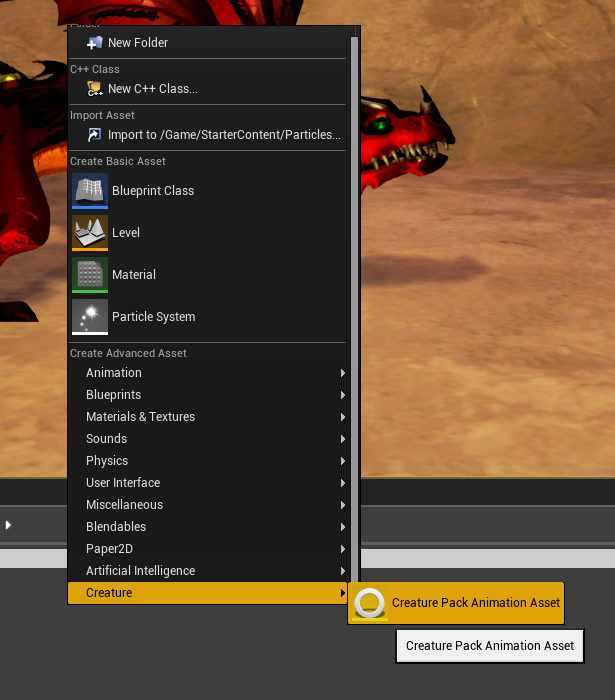 Folder
New Folder
C++ Class
New C++ Class...
Import Asset
Import to /Game/StarterContent/Particles...
Create Basic Asset
Blueprint Class
Level
Material
Particle System
Create Advanced Asset
Animation
Blueprints
Materials & Textures
Sounds
Physics
User Interface
Miscellaneous
Blendables
Paper2D
Artificial Intelligence
Creature
Creature Pack Animation Asset
Creature Pack Animation Asset